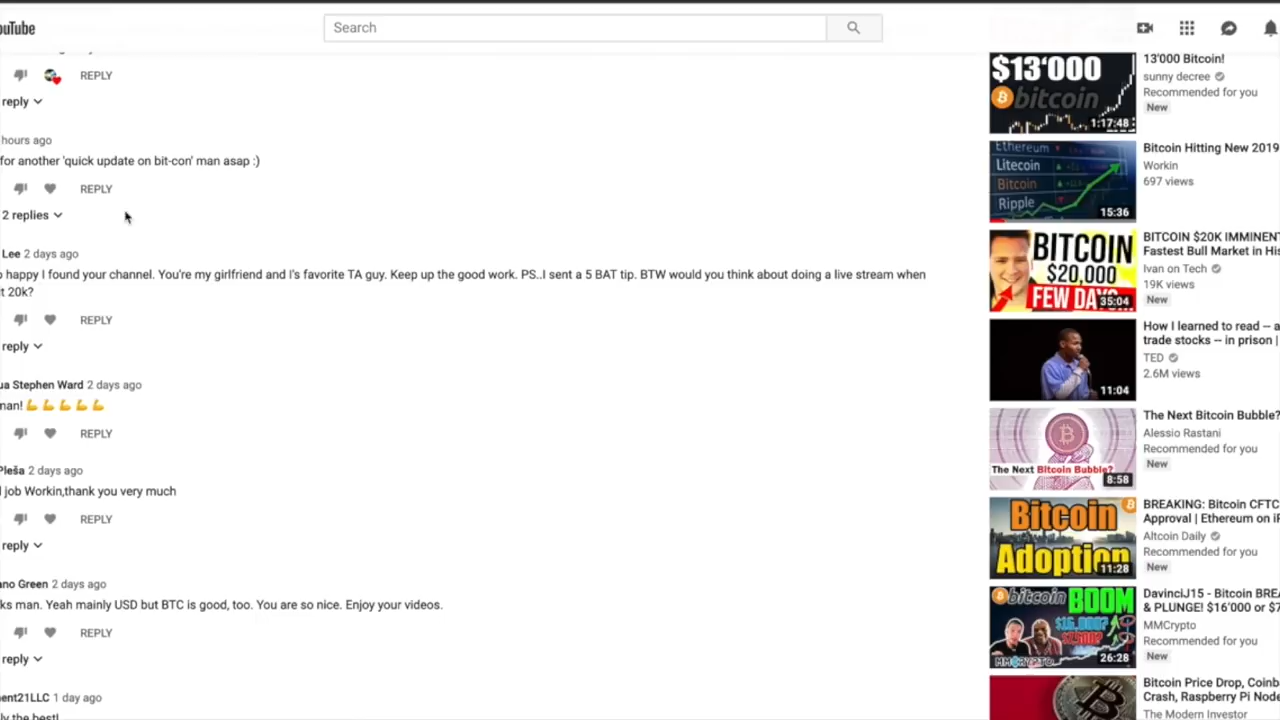 ouTube
Search
REPLY
reply
hours ago
for another 'quick update on bit-con' man asap :)
REPLY
2 replies
Lee 2 days ago
o happy I found your channel. You're my girlfriend and I's favorite TA guy. Keep up the good work. PS..I sent a 5 BAT tip. BTW would you think about doing a live stream when
t 20k?
REPLY
reply
ua Stephen Ward 2 days ago
man! 💪 💪 💪 💪 💪
REPLY
Pleša 2 days ago
l job Workin,thank you very much
REPLY
reply
ano Green 2 days ago
ks man. Yeah mainly USD but BTC is good, too. You are so nice. Enjoy your videos.
REPLY
reply
ent21LLC 1 day ago
ly the best!
$13'000
bitcoin
1:17:48
13'000 Bitcoin!
sunny decree
Recommended for you
New
Ethereum
Litecoin
Bitcoin
Ripple
15:36
Bitcoin Hitting New 2019
Workin
697 views
BITCOIN
$20,000
FEW DAYS
35:04
BITCOIN $20K IMMINENT
Fastest Bull Market in His
Ivan on Tech
19K views
New
11:04
How I learned to read -- a
trade stocks -- in prison |
TED
2.6M views
The Next Bitcoin Bubble?
8:58
The Next Bitcoin Bubble?
Alessio Rastani
Recommended for you
New
Bitcoin
Adoption
11:28
BREAKING: Bitcoin CFTC
Approval | Ethereum on iP
Altcoin Daily
Recommended for you
New
bitcoin BOOM
$16,000?
MMCRYPTO
26:28
DavinciJ15 - Bitcoin BREA
& PLUNGE! $16'000 or $7
MMCrypto
Recommended for you
New
Bitcoin Price Drop, Coinb
Crash, Raspberry Pi Node
The Modern Investor